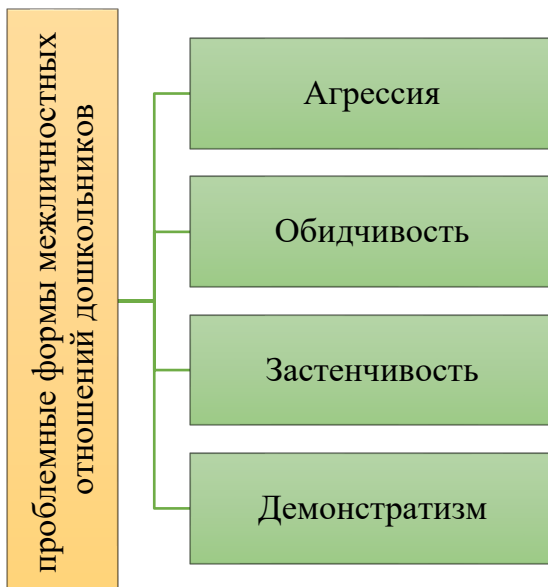 проблемные формы межличностных
отношений дошкольников
Агрессия
Обидчивость
Застенчивость
Демонстратизм